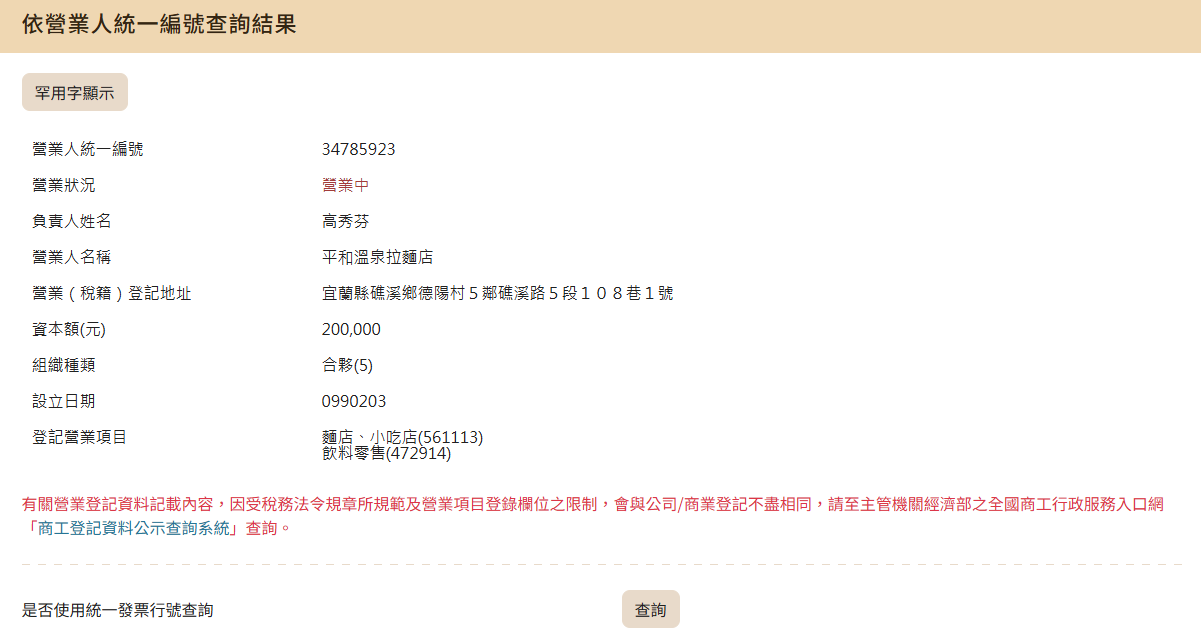 依營業人統一編號查詢結果
罕用字顯示
營業人統一編號 34785923
營業狀況 營業中
負責人姓名 高秀芬
營業人名稱 平和溫泉拉麵店
營業（稅籍）登記地址 宜蘭縣礁溪鄉德陽村５鄰礁溪路５段１０８巷１號
資本額(元) 200,000
組織種類 合夥(5)
設立日期 0990203
登記營業項目 麵店、小吃店(561113)
飲料零售(472914)
有關營業登記資料記載內容，因受稅務法令規章所規範及營業項目登錄欄位之限制，會與公司/商業登記不盡相同，請至主管機關經濟部之全國商工行政服務入口網
「商工登記資料公示查詢系統」查詢。
是否使用統一發票行號查詢 查詢